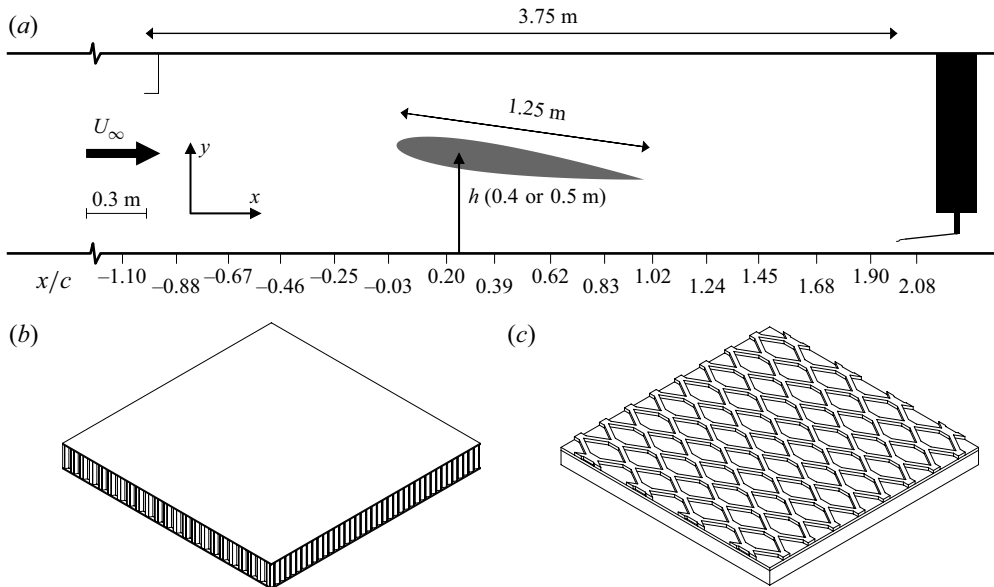 (a)
3.75 m
1.25 m
U∞
y
x
0.3 m
h (0.4 or 0.5 m)
x/c
–1.10 –0.88 –0.67 –0.46 –0.25 –0.03 0.20 0.39 0.62 0.83 1.02 1.24 1.45 1.68 1.90 2.08
(b)
(c)